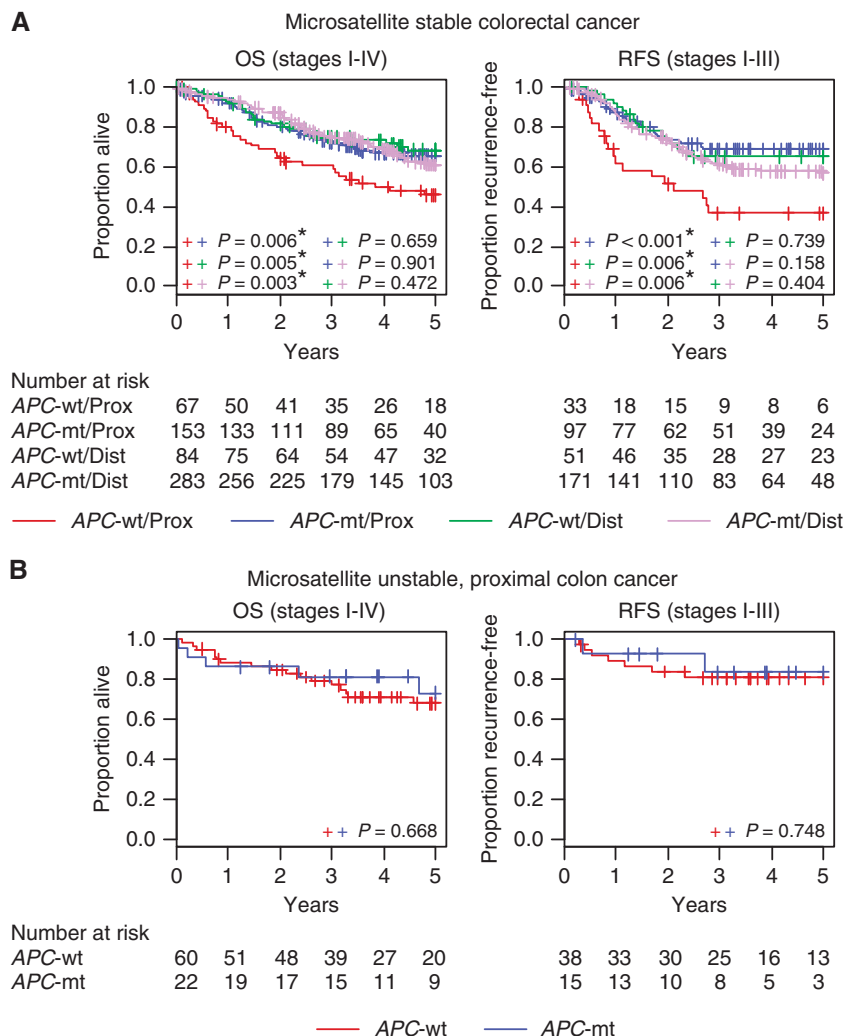 A
Microsatellite stable colorectal cancer
OS (stages I-IV)
Proportion alive
1.0
0.8
0.6
0.4
0.2
0.0
P = 0.006*
P = 0.005*
P = 0.003*
P = 0.659
P = 0.901
P = 0.472
0 1 2 3 4 5
Years
RFS (stages I-III)
Proportion recurrence-free
1.0
0.8
0.6
0.4
0.2
0.0
P < 0.001*
P = 0.006*
P = 0.006*
P = 0.739
P = 0.158
P = 0.404
0 1 2 3 4 5
Years
Number at risk
APC-wt/Prox 67 50 41 35 26 18 33 18 15 9 8 6
APC-mt/Prox 153 133 111 89 65 40 97 77 62 51 39 24
APC-wt/Dist 84 75 64 54 47 32 51 46 35 28 27 23
APC-mt/Dist 283 256 225 179 145 103 171 141 110 83 64 48
APC-wt/Prox APC-mt/Prox APC-wt/Dist APC-mt/Dist
B
Microsatellite unstable, proximal colon cancer
OS (stages I-IV)
Proportion alive
1.0
0.8
0.6
0.4
0.2
0.0
P = 0.668
0 1 2 3 4 5
Years
RFS (stages I-III)
Proportion recurrence-free
1.0
0.8
0.6
0.4
0.2
0.0
P = 0.748
0 1 2 3 4 5
Years
Number at risk
APC-wt 60 51 48 39 27 20 38 33 30 25 16 13
APC-mt 22 19 17 15 11 9 15 13 10 8 5 3
APC-wt APC-mt